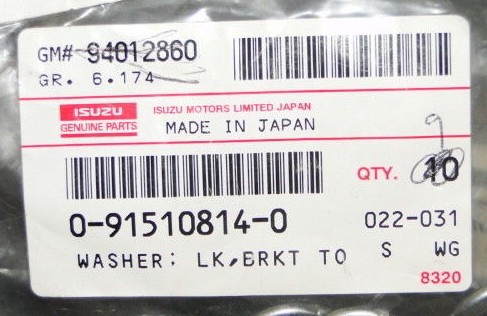 GM# 94012860
GR. 6.174
ISUZU
GENUINE PARTS
ISUZU MOTORS LIMITED JAPAN
MADE IN JAPAN
9
QTY. 10
0-91510814-0 022-031
WASHER; LK,BRKT TO S WG
8320